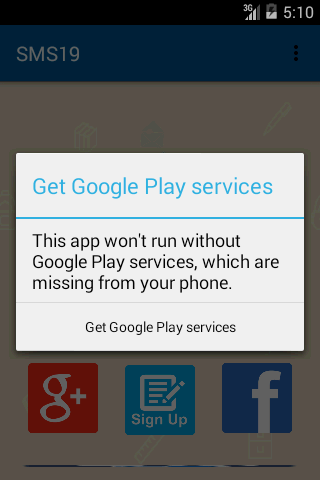 3G 5:10
SMS19
Get Google Play services
This app won't run without
Google Play services, which are
missing from your phone.
Get Google Play services
g+ Sign Up f